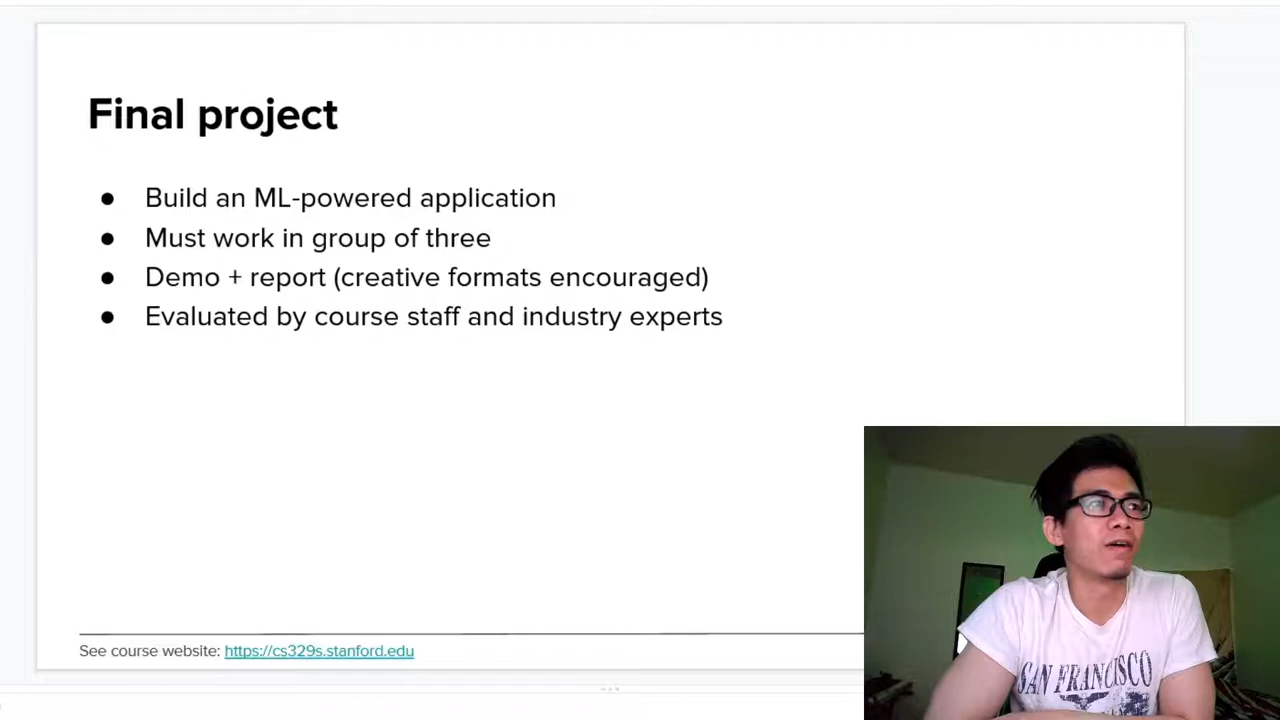 Final project
● Build an ML-powered application
● Must work in group of three
● Demo + report (creative formats encouraged)
● Evaluated by course staff and industry experts
See course website: https://cs329s.stanford.edu
SAN FRANCISCO